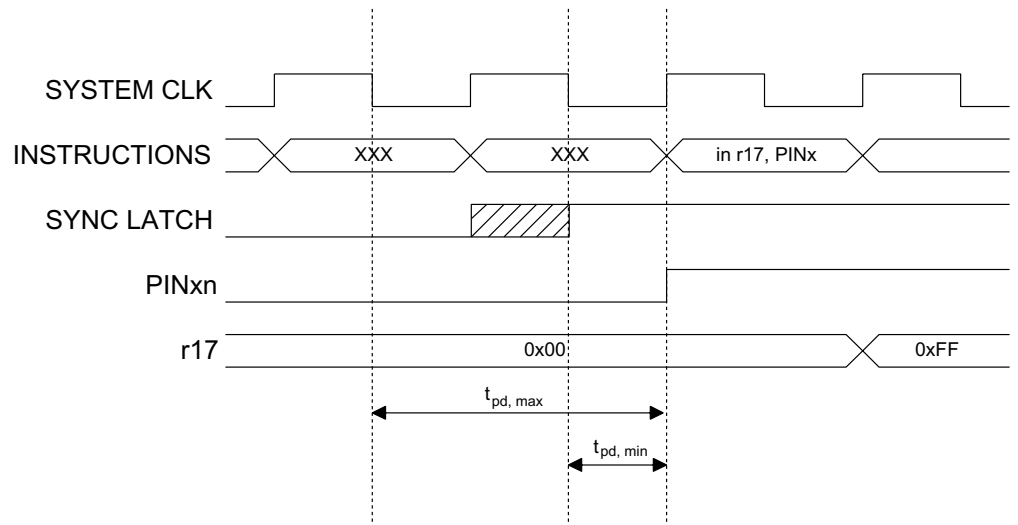 SYSTEM CLK
INSTRUCTIONS XXX XXX in r17, PINx
SYNC LATCH
PINxn
r17 0x00 0xFF
tpd, max
tpd, min